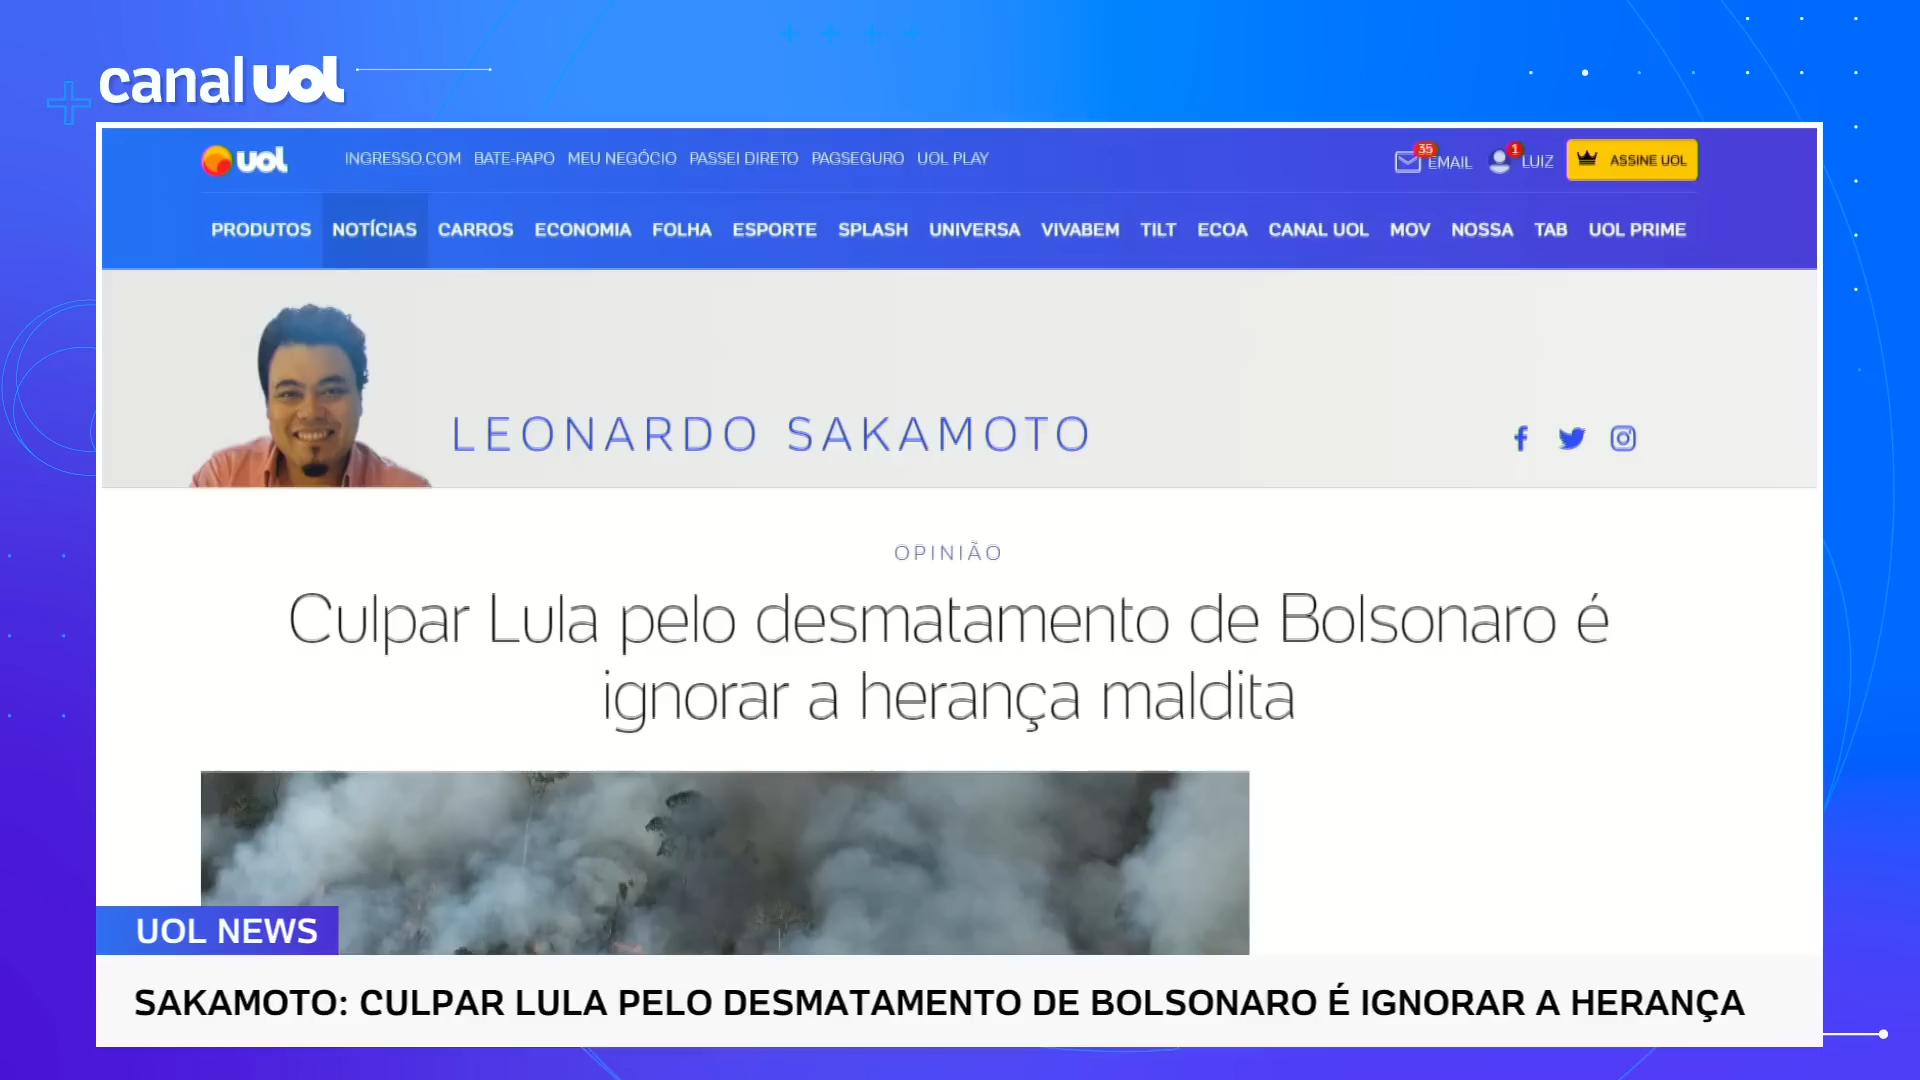 canal uol
uol INGRESSO.COM BATE-PAPO MEU NEGÓCIO PASSEI DIRETO PAGSEGURO UOL PLAY 35 EMAIL 1 LUIZ ASSINE UOL
PRODUTOS NOTÍCIAS CARROS ECONOMIA FOLHA ESPORTE SPLASH UNIVERSA VIVABEM TILT ECOA CANAL UOL MOV NOSSA TAB UOL PRIME
LEONARDO SAKAMOTO
OPINIÃO
Culpar Lula pelo desmatamento de Bolsonaro é
ignorar a herança maldita
UOL NEWS
SAKAMOTO: CULPAR LULA PELO DESMATAMENTO DE BOLSONARO É IGNORAR A HERANÇA